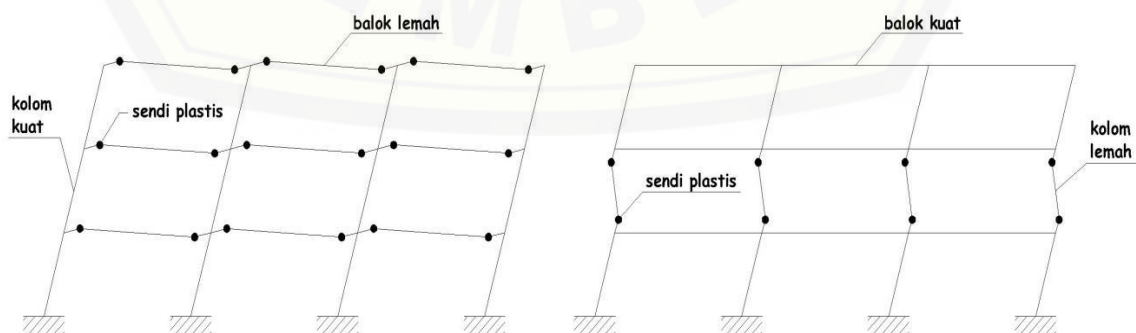 balok lemah
kolom
kuat
sendi plastis
balok kuat
kolom
lemah
sendi plastis